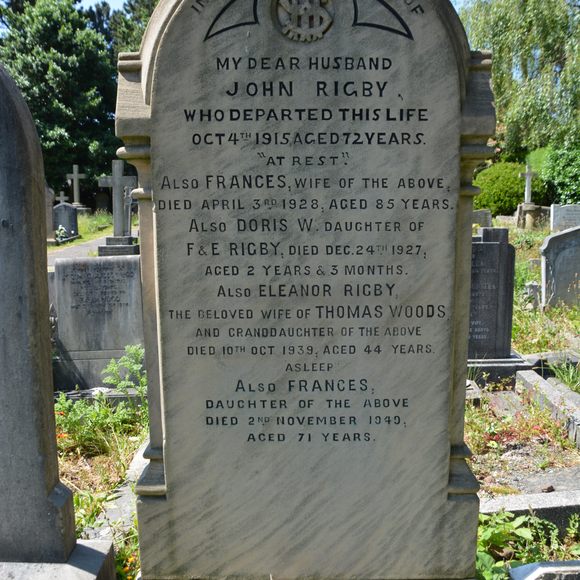 IN
OF
MY DEAR HUSBAND
JOHN RIGBY,
WHO DEPARTED THIS LIFE
OCT 4TH 1915 AGED 72 YEARS.
"AT REST".
ALSO FRANCES, WIFE OF THE ABOVE,
DIED APRIL 3RD 1928, AGED 85 YEARS.
ALSO DORIS W. DAUGHTER OF
F & E RIGBY, DIED DEC. 24TH 1927,
AGED 2 YEARS & 3 MONTHS.
ALSO ELEANOR RIGBY,
THE BELOVED WIFE OF THOMAS WOODS
AND GRANDDAUGHTER OF THE ABOVE
DIED 10TH OCT 1939, AGED 44 YEARS.
ASLEEP
ALSO FRANCES,
DAUGHTER OF THE ABOVE
DIED 2ND NOVEMBER 1949,
AGED 71 YEARS.